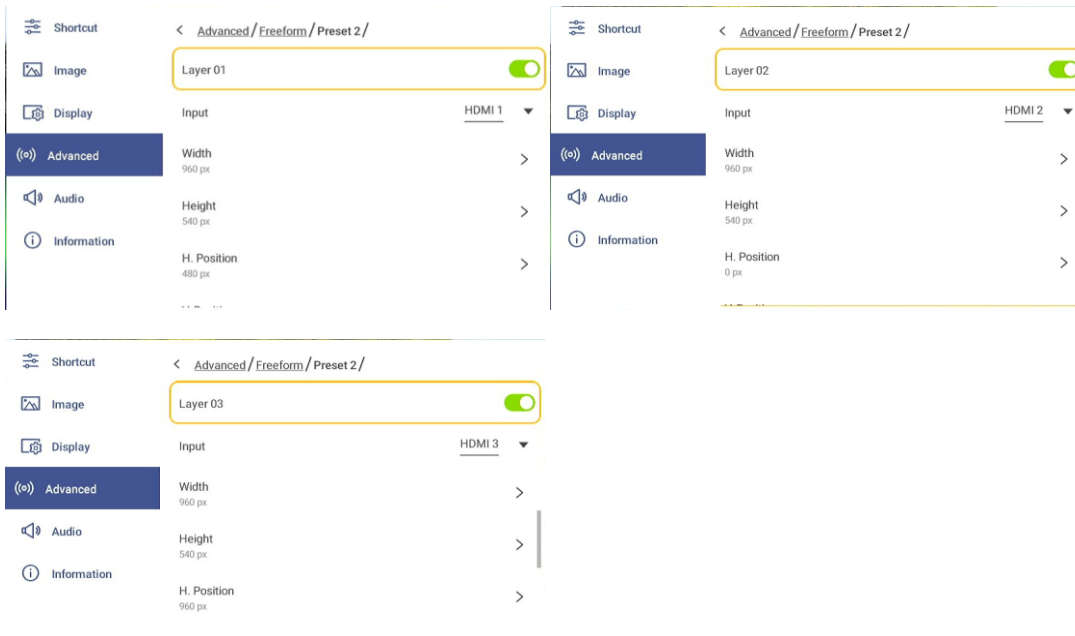 Shortcut
Image
Display
Advanced
Audio
Information
< Advanced / Freeform / Preset 2 /
Layer 01
Input HDMI 1
Width
960 px
Height
540 px
H. Position
480 px
Shortcut
Image
Display
Advanced
Audio
Information
< Advanced / Freeform / Preset 2 /
Layer 02
Input HDMI 2
Width
960 px
Height
540 px
H. Position
0 px
Shortcut
Image
Display
Advanced
Audio
Information
< Advanced / Freeform / Preset 2 /
Layer 03
Input HDMI 3
Width
960 px
Height
540 px
H. Position
960 px